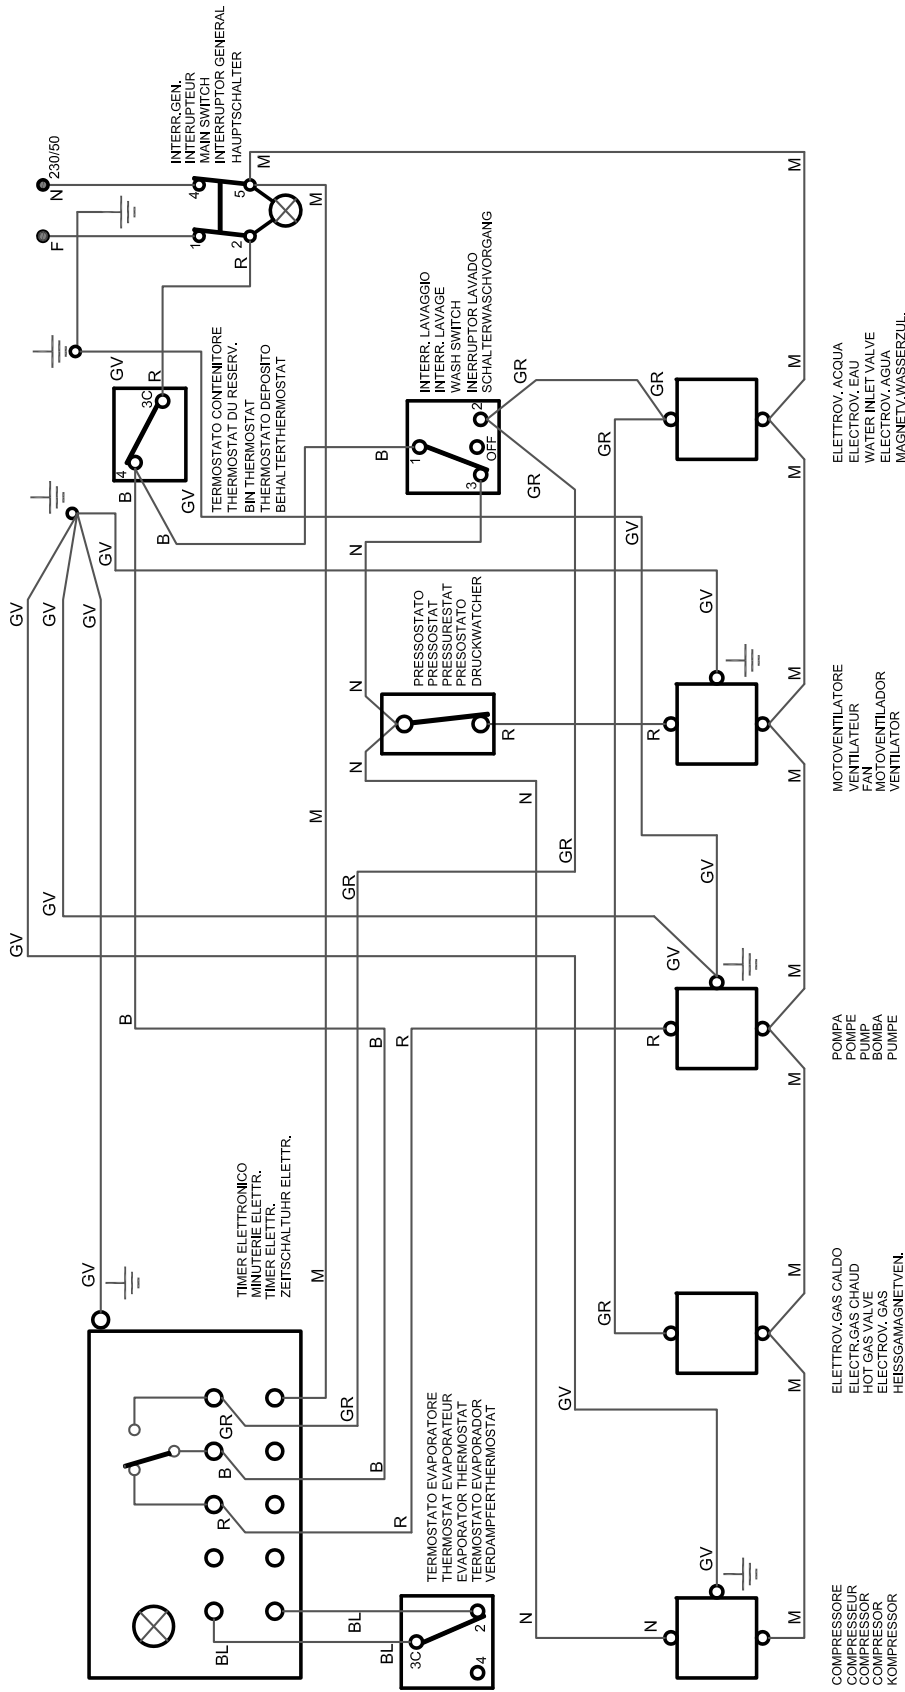 GV
GV
GV
GV
GV
GV
GV
GV
B
B
4
3C
GV
R
B
GV
F
N
230/50
1
4
2
5
R
M
M
INTERR.GEN.
INTERUPTEUR
MAIN SWITCH
INTERRUPTOR GENERAL
HAUPTSCHALTER
TERMOSTATO CONTENITORE
THERMOSTAT DU RESERV.
BIN THERMOSTAT
THERMOSTATO DEPOSITO
BEHALTERTHERMOSTAT
TIMER ELETTRONICO
MINUTERIE ELETTR.
TIMER ELETTR.
ZEITSCHALTUHR ELETTR.
R
B
GR
BL
BL
BL
M
M
GR
GR
B
B
R
R
3C
4
2
TERMOSTATO EVAPORATORE
THERMOSTAT EVAPORATEUR
EVAPORATOR THERMOSTAT
TERMOSTATO EVAPORADOR
VERDAMPFERTHERMOSTAT
N
N
N
R
PRESSOSTATO
PRESSOSTAT
PRESSURESTAT
PRESOSTATO
DRUCKWATCHER
B
1
3
OFF
2
INTERR. LAVAGGIO
INTERR. LAVAGE
WASH SWITCH
INERRUPTOR LAVADO
SCHALTERWASCHVORGANG
GR
GR
N
N
GV
GR
GR
GR
GR
GV
N
GV
R
GV
GV
R
GV
M
M
M
M
M
M
M
M
M
M
COMPRESSORE
COMPRESSEUR
COMPRESSOR
COMPRESOR
KOMPRESSOR
ELETTROV.GAS CALDO
ELECTR.GAS CHAUD
HOT GAS VALVE
ELECTROV. GAS
HEISSGAMAGNETVEN.
POMPA
POMPE
PUMP
BOMBA
PUMPE
MOTOVENTILATORE
VENTILATEUR
FAN
MOTOVENTILADOR
VENTILATOR
ELETTROV. ACQUA
ELECTROV. EAU
WATER INLET VALVE
ELECTROV. AGUA
MAGNETV.WASSERZUL.